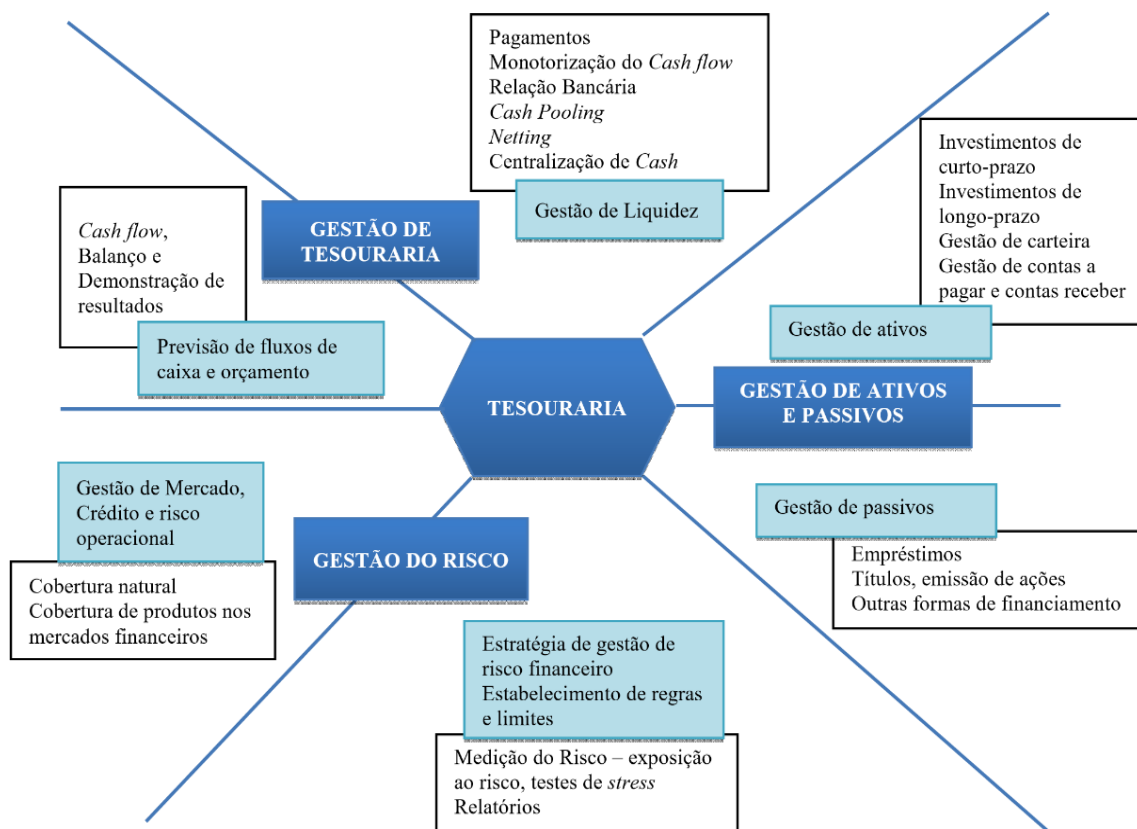 Pagamentos
Monotorização do Cash flow
Relação Bancária
Cash Pooling
Netting
Centralização de Cash
Gestão de Liquidez
GESTÃO DE
TESOURARIA
Cash flow,
Balanço e
Demonstração de
resultados
Previsão de fluxos de
caixa e orçamento
Investimentos de
curto-prazo
Investimentos de
longo-prazo
Gestão de carteira
Gestão de contas a
pagar e contas receber
Gestão de ativos
TESOURARIA
GESTÃO DE ATIVOS
E PASSIVOS
Gestão de passivos
Empréstimos
Títulos, emissão de ações
Outras formas de financiamento
Gestão de Mercado,
Crédito e risco
operacional
Cobertura natural
Cobertura de produtos nos
mercados financeiros
GESTÃO DO RISCO
Estratégia de gestão de
risco financeiro
Estabelecimento de regras
e limites
Medição do Risco – exposição
ao risco, testes de stress
Relatórios